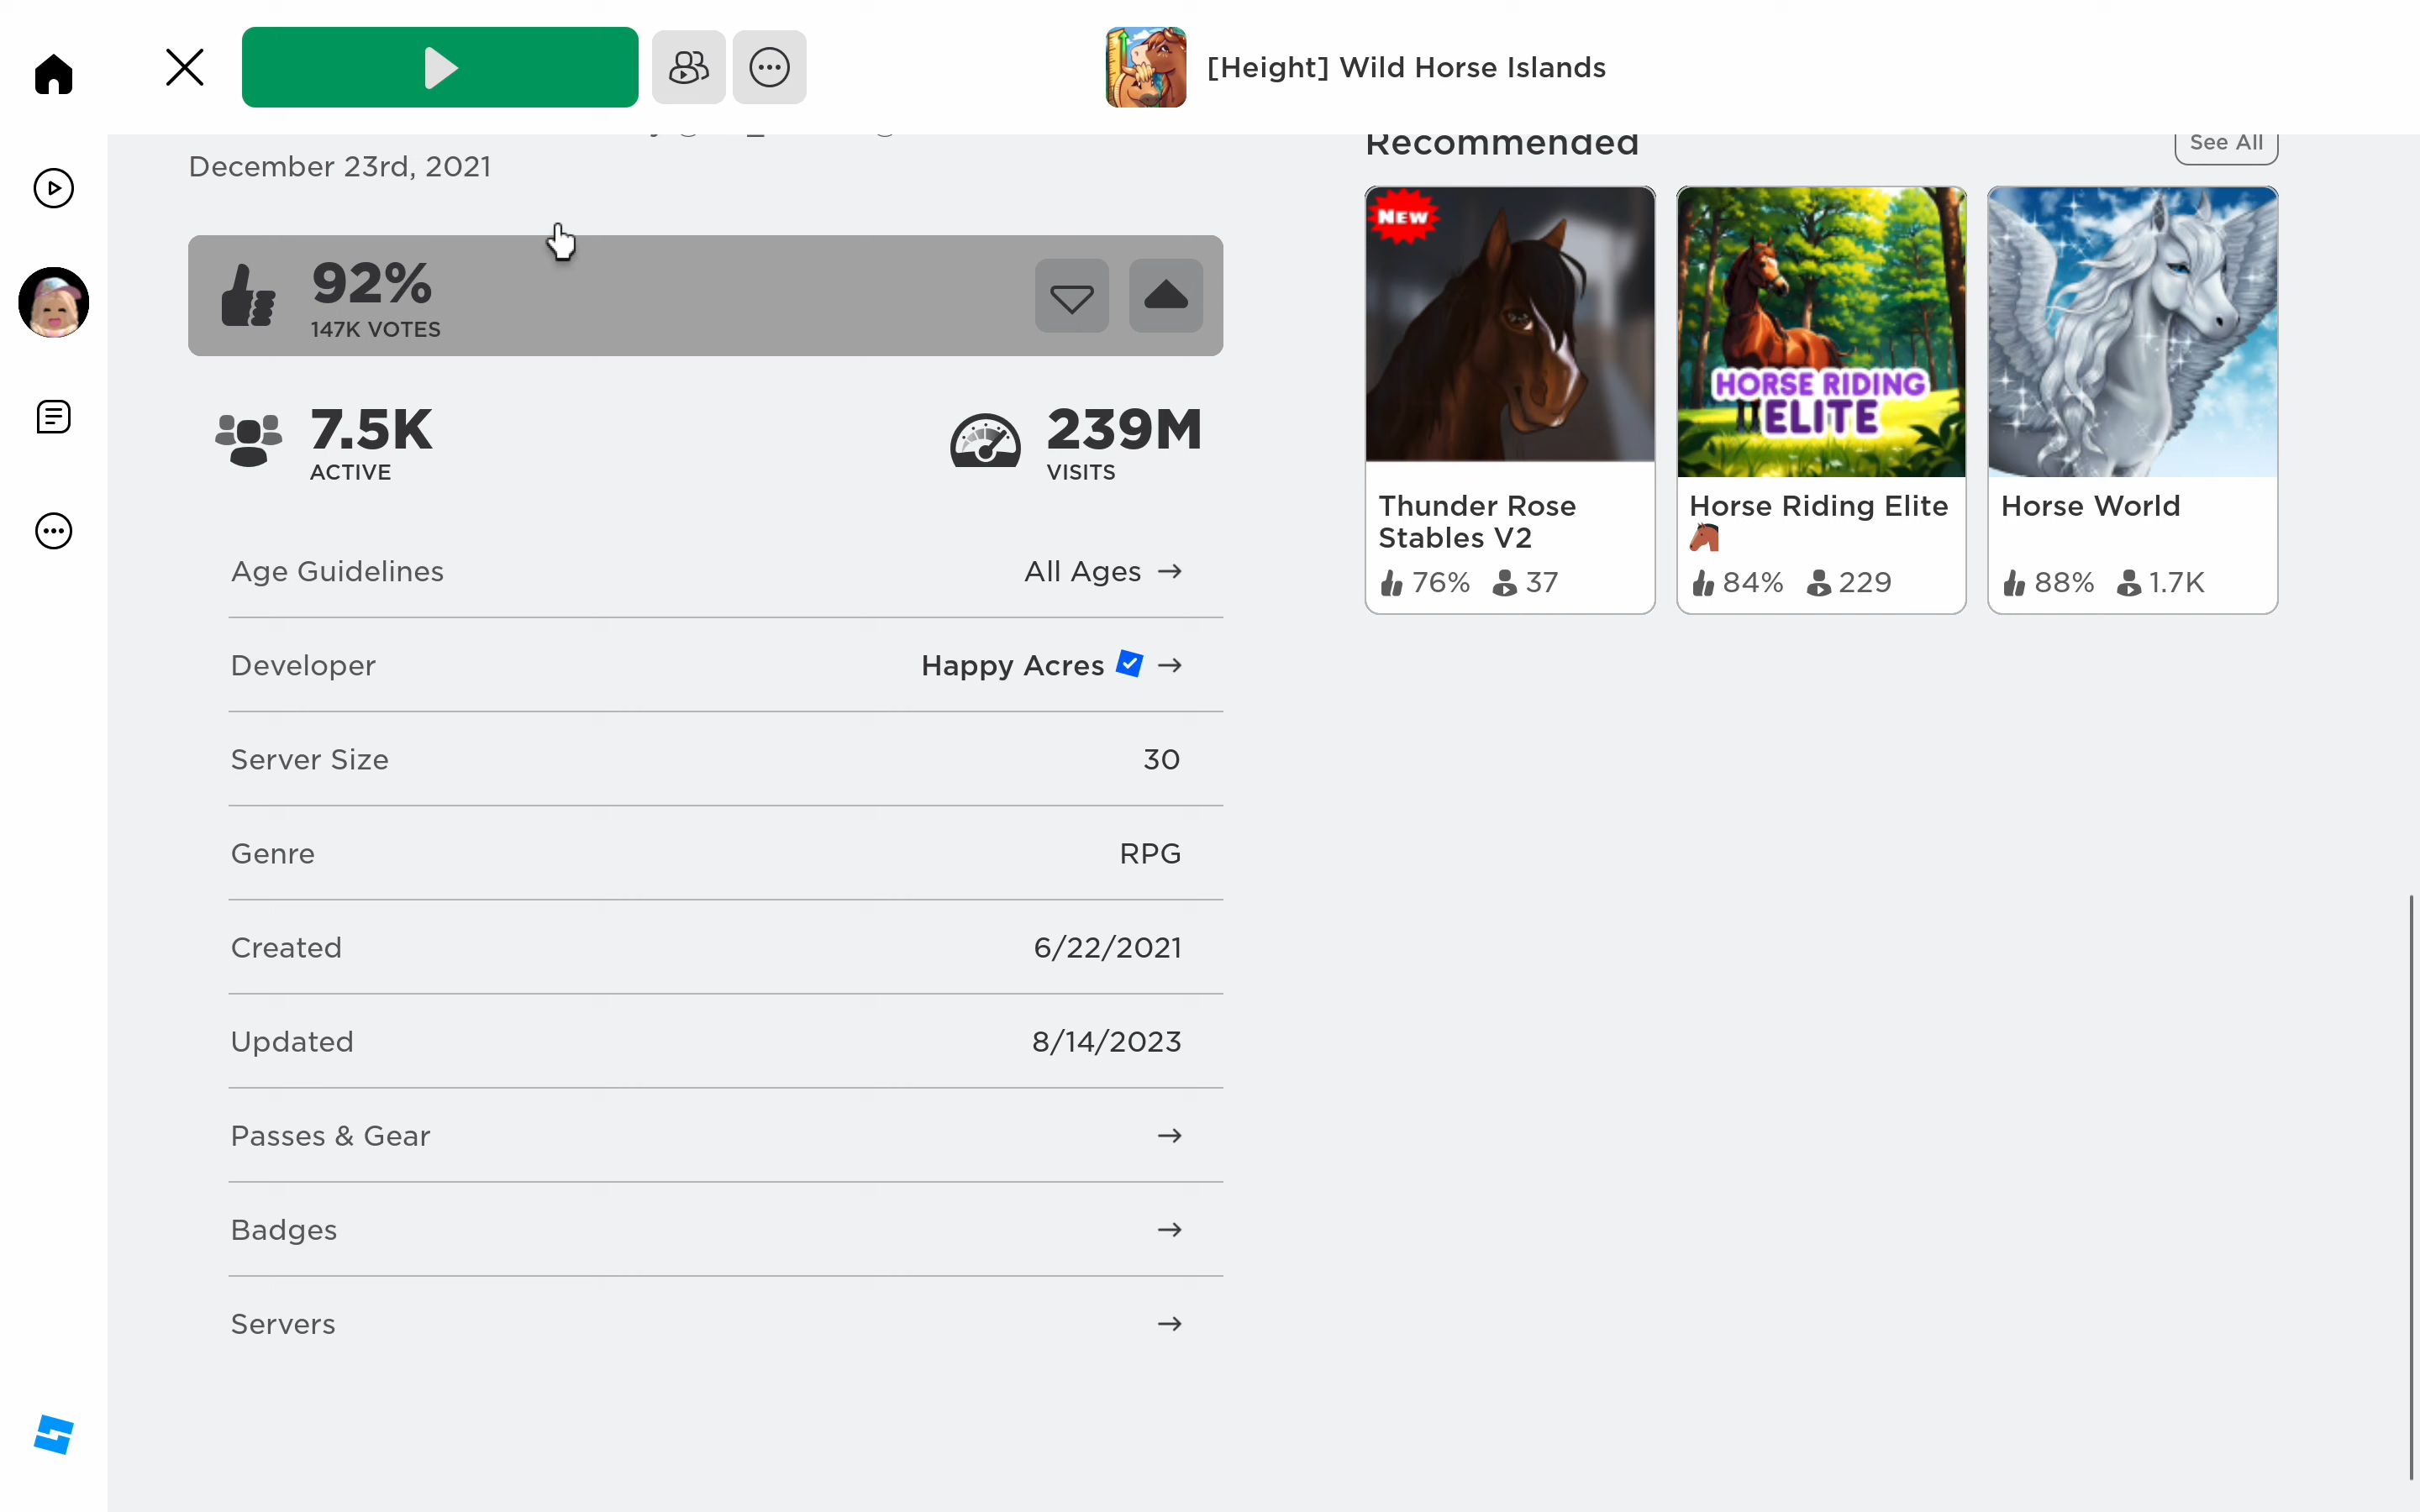 [Height] Wild Horse Islands
December 23rd, 2021
92%
147K VOTES
7.5K
ACTIVE
239M
VISITS
Age Guidelines
All Ages →
Developer
Happy Acres →
Server Size
30
Genre
RPG
Created
6/22/2021
Updated
8/14/2023
Passes & Gear →
Badges →
Servers →
Recommended
See All
NEW
Thunder Rose
Stables V2
76% 37
HORSE RIDING
ELITE
Horse Riding Elite
84% 229
Horse World
88% 1.7K